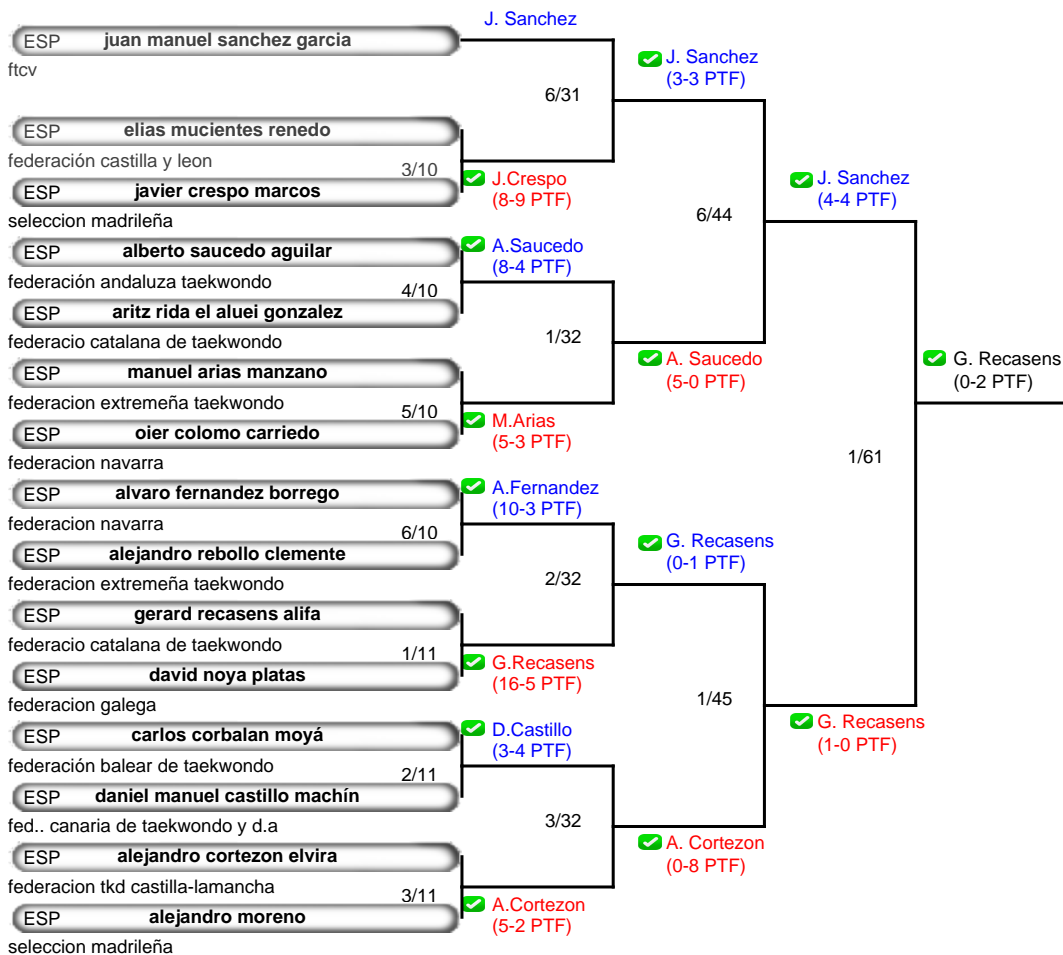 J. Sanchez
ESP juan manuel sanchez garcia
ftcv
J. Sanchez
(3-3 PTF)
6/31
ESP elias mucientes renedo
federación castilla y leon
3/10
ESP javier crespo marcos
J.Crespo
(8-9 PTF)
J. Sanchez
(4-4 PTF)
seleccion madrileña
6/44
ESP alberto saucedo aguilar
A.Saucedo
(8-4 PTF)
federación andaluza taekwondo
4/10
ESP aritz rida el aluei gonzalez
federacio catalana de taekwondo
1/32
A. Saucedo
(5-0 PTF)
G. Recasens
(0-2 PTF)
ESP manuel arias manzano
federacion extremeña taekwondo
5/10
ESP oier colomo carriedo
M.Arias
(5-3 PTF)
federacion navarra
1/61
ESP alvaro fernandez borrego
A.Fernandez
(10-3 PTF)
federacion navarra
6/10
ESP alejandro rebollo clemente
G. Recasens
(0-1 PTF)
federacion extremeña taekwondo
2/32
ESP gerard recasens alifa
federacio catalana de taekwondo
1/11
ESP david noya platas
G.Recasens
(16-5 PTF)
federacion galega
1/45
ESP carlos corbalan moyá
D.Castillo
(3-4 PTF)
G. Recasens
(1-0 PTF)
federación balear de taekwondo
2/11
ESP daniel manuel castillo machín
fed.. canaria de taekwondo y d.a
3/32
ESP alejandro cortezon elvira
A. Cortezon
(0-8 PTF)
federacion tkd castilla-lamancha
3/11
ESP alejandro moreno
A.Cortezon
(5-2 PTF)
seleccion madrileña